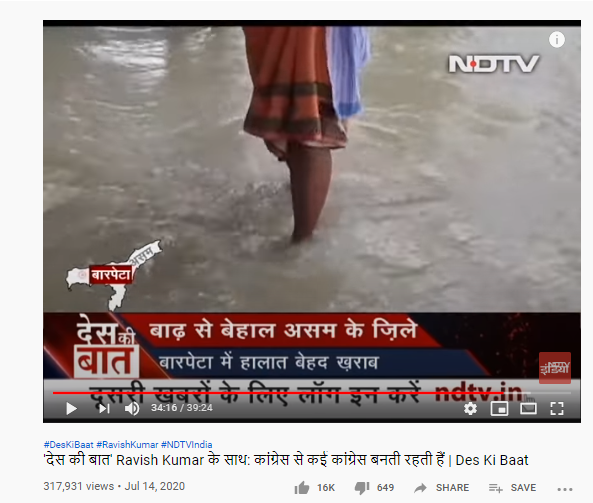 i
NDTV
असम
बारपेटा
देस की बात
बाढ़ से बेहाल असम के ज़िले
बारपेटा में हालात बेहद ख़राब
NDTV
इंडिया
दूसरी ख़बरों के लिए लॉग इन करें ndtv.in
34:16 / 39:24
#DesKiBaat #RavishKumar #NDTVIndia
'देस की बात' Ravish Kumar के साथ: कांग्रेस से कई कांग्रेस बनती रहती हैं | Des Ki Baat
317,931 views • Jul 14, 2020
16K 649 SHARE SAVE